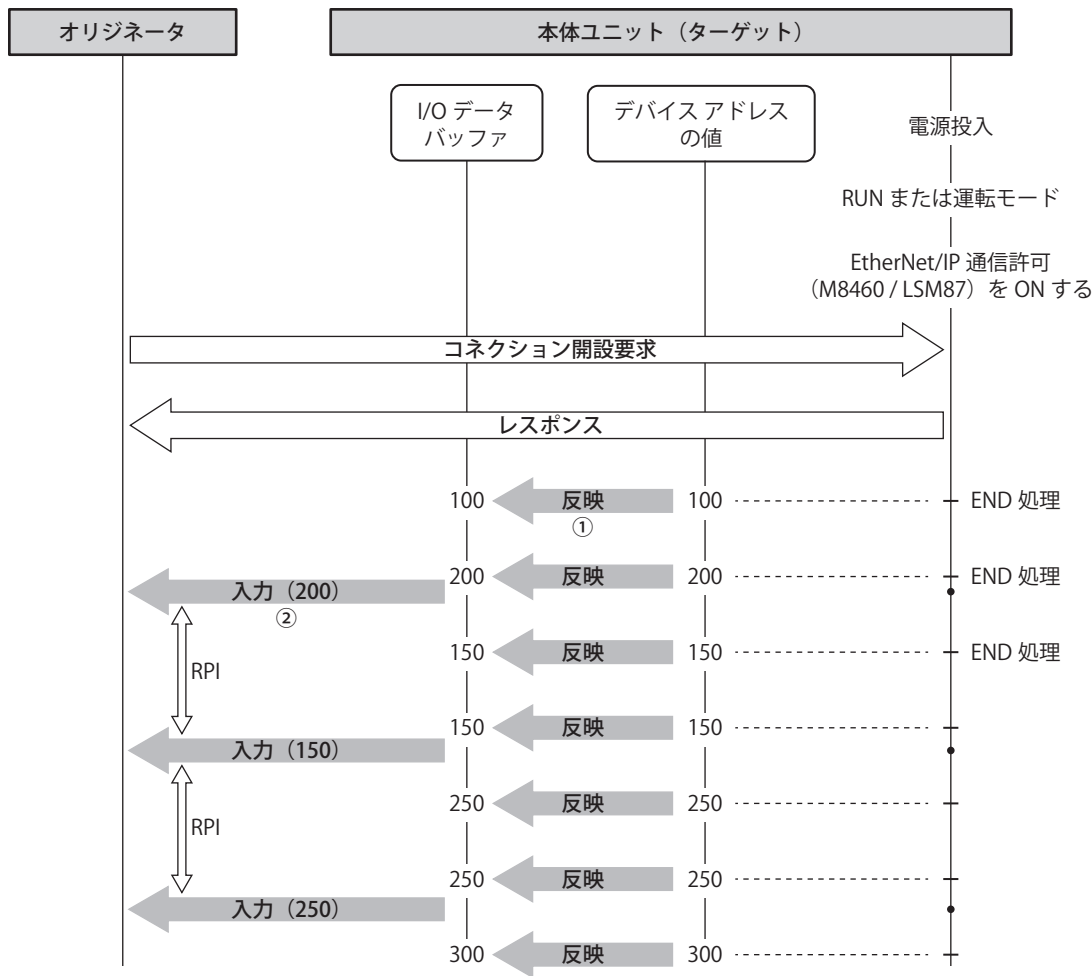 オリジネータ
本体ユニット（ターゲット）
I/O データ
バッファ
デバイス アドレス
の値
電源投入
RUN または運転モード
EtherNet/IP 通信許可
（M8460 / LSM87）を ON する
コネクション開設要求
レスポンス
100 反映 100 END 処理
①
200 反映 200 END 処理
入力（200）
②
150 反映 150 END 処理
RPI
150 反映 150
入力（150）
250 反映 250
RPI
250 反映 250
入力（250）
300 反映 300